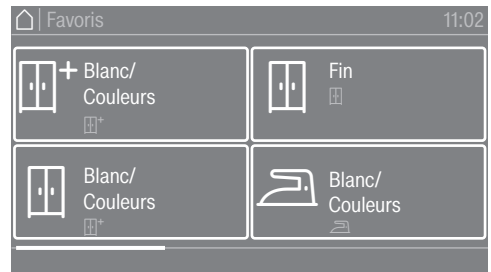 Favoris 11:02
Blanc/
Couleurs
Fin
Blanc/
Couleurs
Blanc/
Couleurs